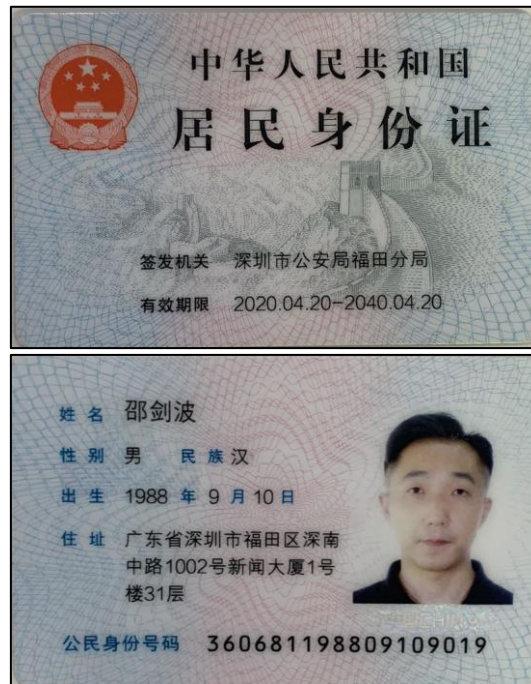 中华人民共和国
居民身份证
签发机关 深圳市公安局福田分局
有效期限 2020.04.20-2040.04.20
姓名 邵剑波
性别 男 民族 汉
出生 1988 年 9 月 10 日
住址 广东省深圳市福田区深南
中路1002号新闻大厦1号
楼31层
公民身份号码 360681198809109019